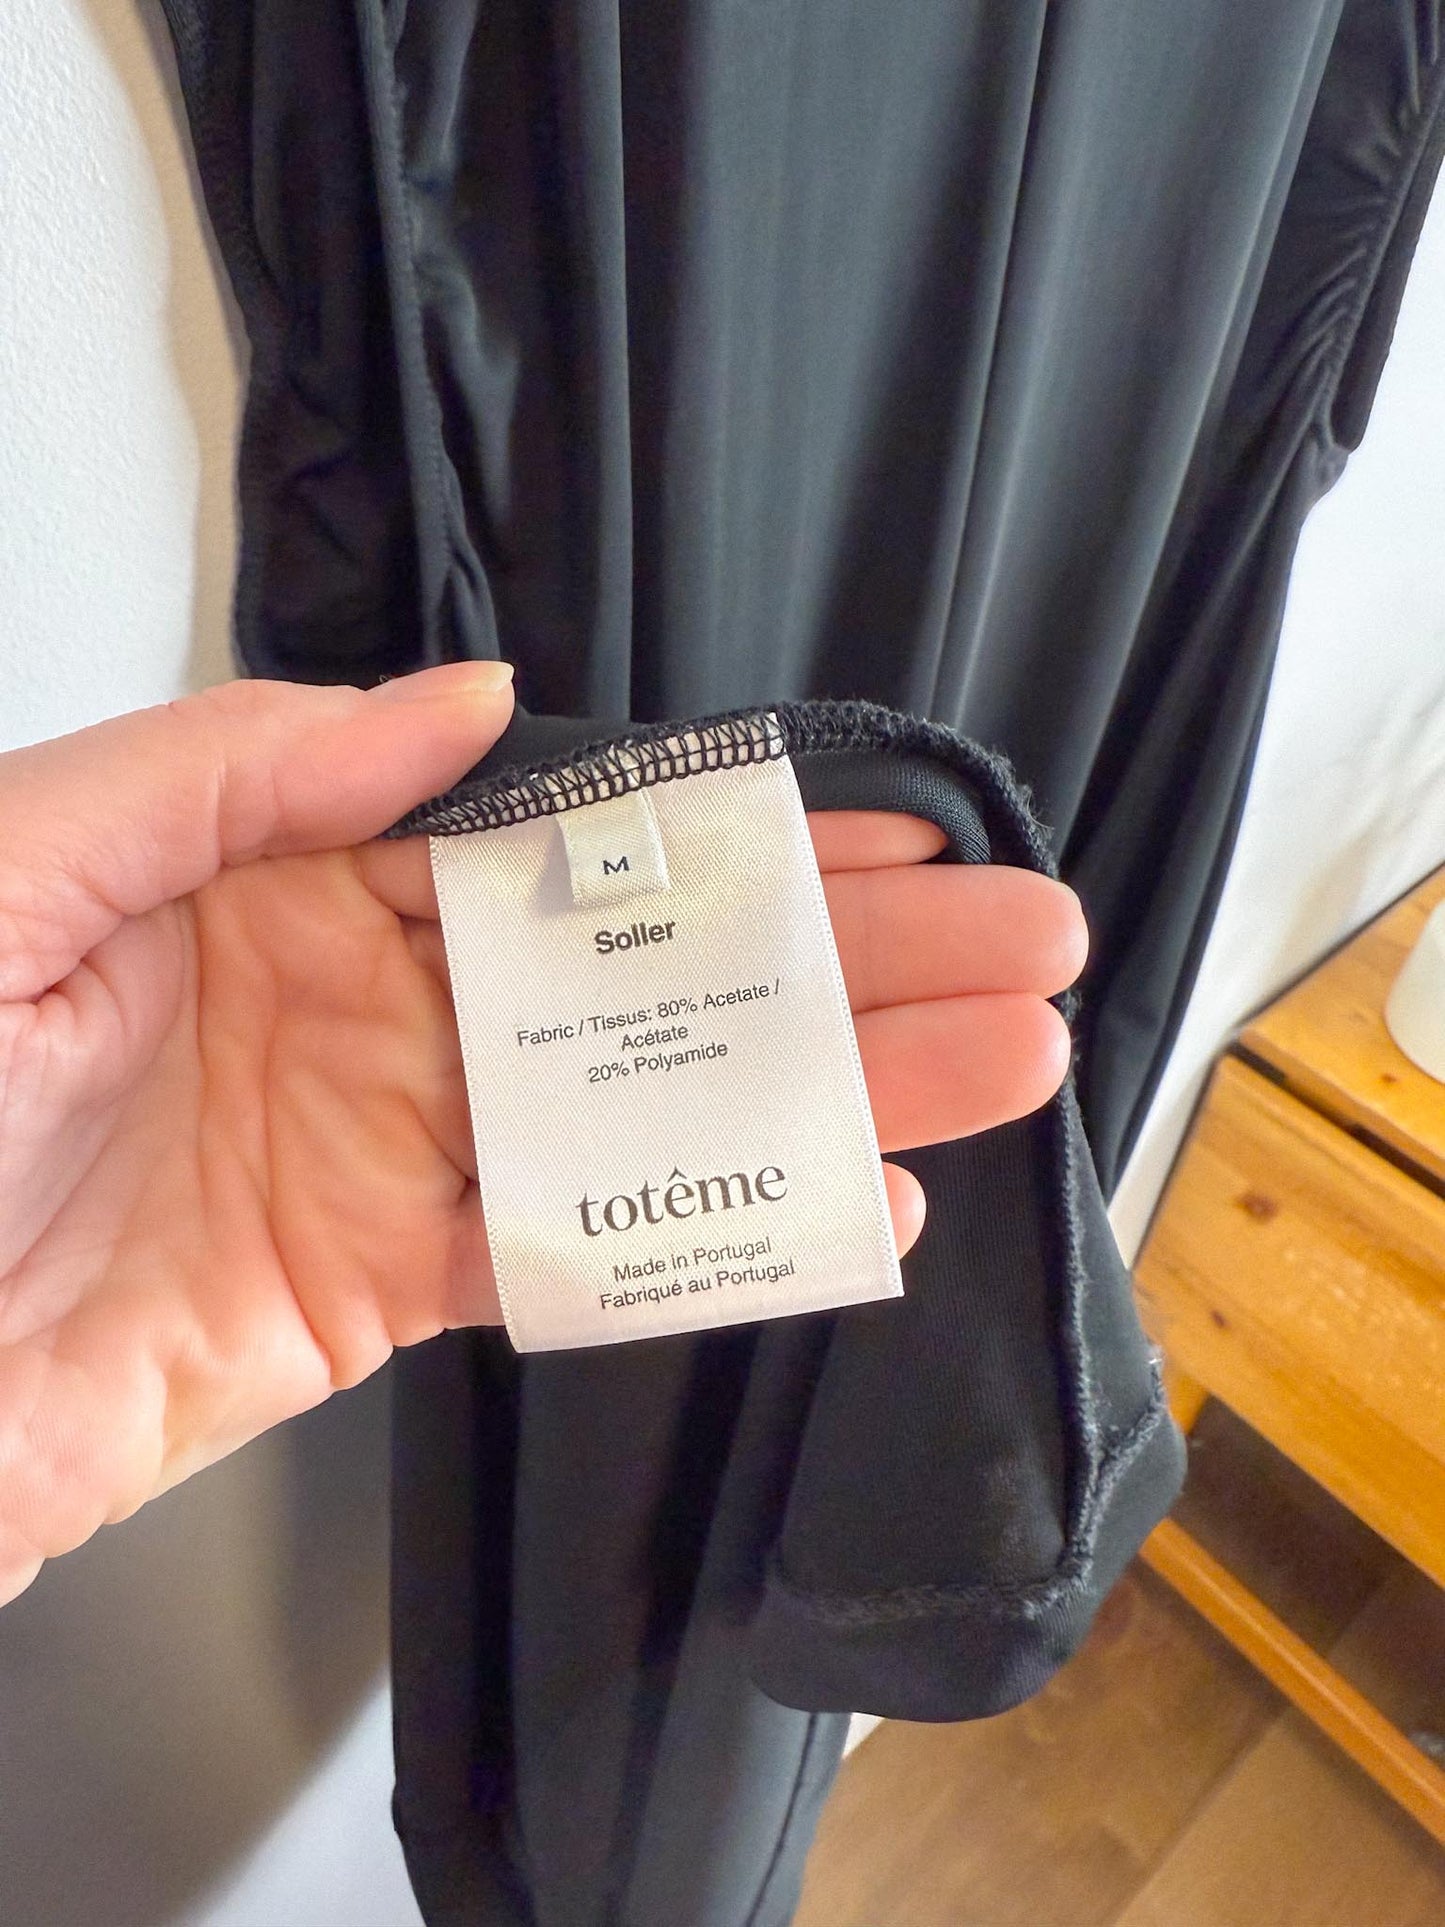 M
Soller
Fabric / Tissus: 80% Acetate /
Acétate
20% Polyamide
totême
Made in Portugal
Fabriqué au Portugal